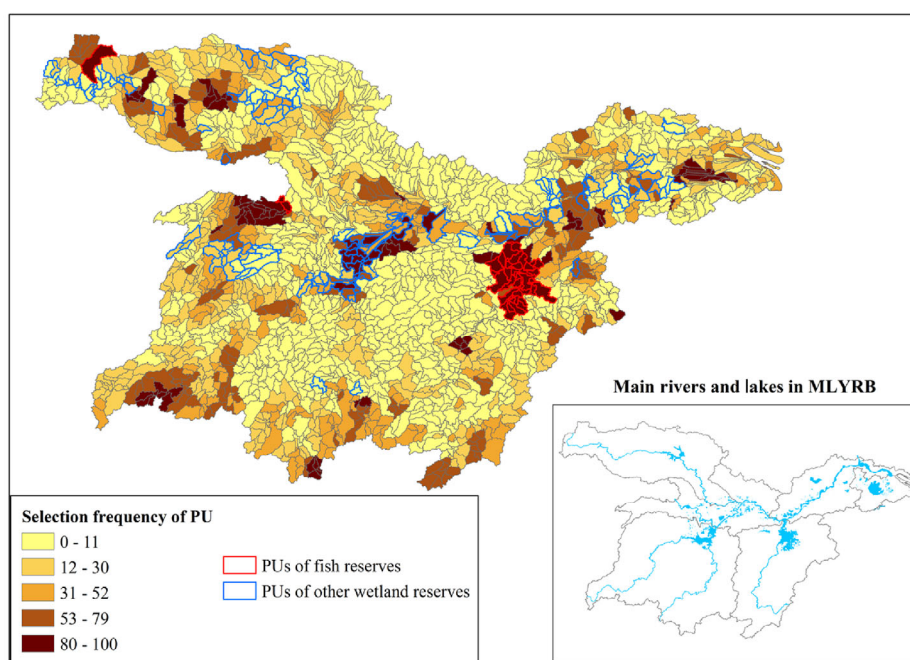 Main rivers and lakes in MLYRB
Selection frequency of PU
0 - 11
12 - 30
31 - 52
53 - 79
80 - 100
PUs of fish reserves
PUs of other wetland reserves